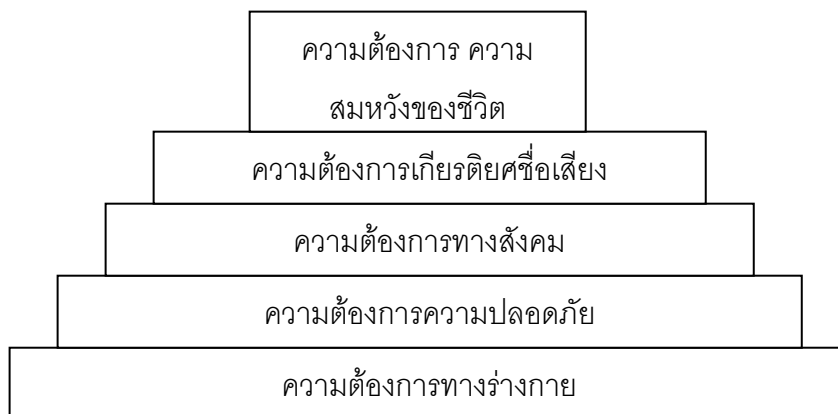 ความต้องการ ความ
สมหวังของชีวิต
ความต้องการเกียรติยศชื่อเสียง
ความต้องการทางสังคม
ความต้องการความปลอดภัย
ความต้องการทางร่างกาย